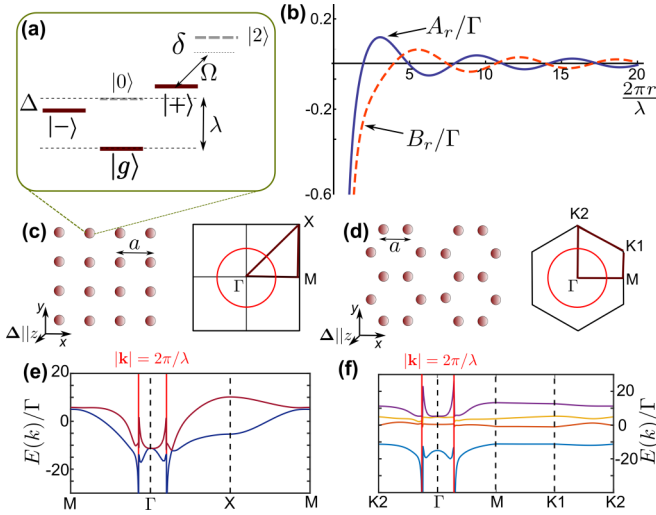 (a)
δ
|2⟩
Ω
|0⟩
Δ
|+⟩
|−⟩
λ
|g⟩
(b)
0.2
A_r/Γ
5
10
15
20
2πr/λ
-0.2
B_r/Γ
-0.6
(c)
a
X
Γ
M
y
Δ||z
x
(d)
a
K2
K1
Γ
M
y
Δ||z
x
(e)
|k| = 2π/λ
E(k)/Γ
20
0
-20
M
Γ
X
M
(f)
|k| = 2π/λ
20
0
-20
E(k)/Γ
K2
Γ
M
K1
K2